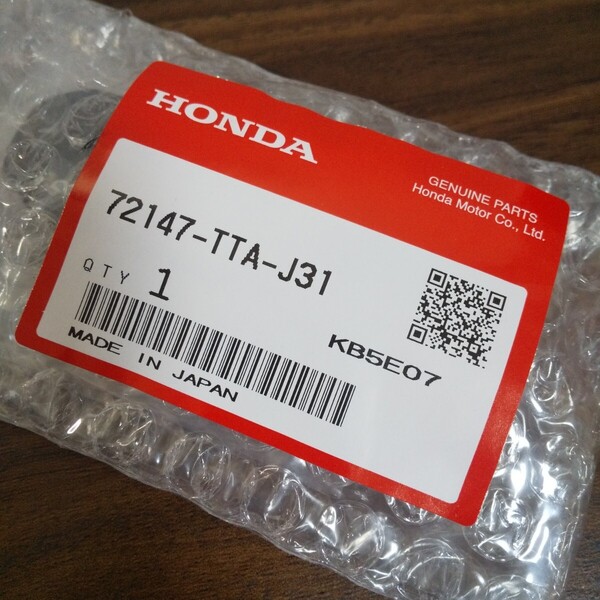 HONDA
GENUINE PARTS
Honda Motor Co., Ltd.
72147-TTA-J31
QTY 1
KB5E07
MADE IN JAPAN